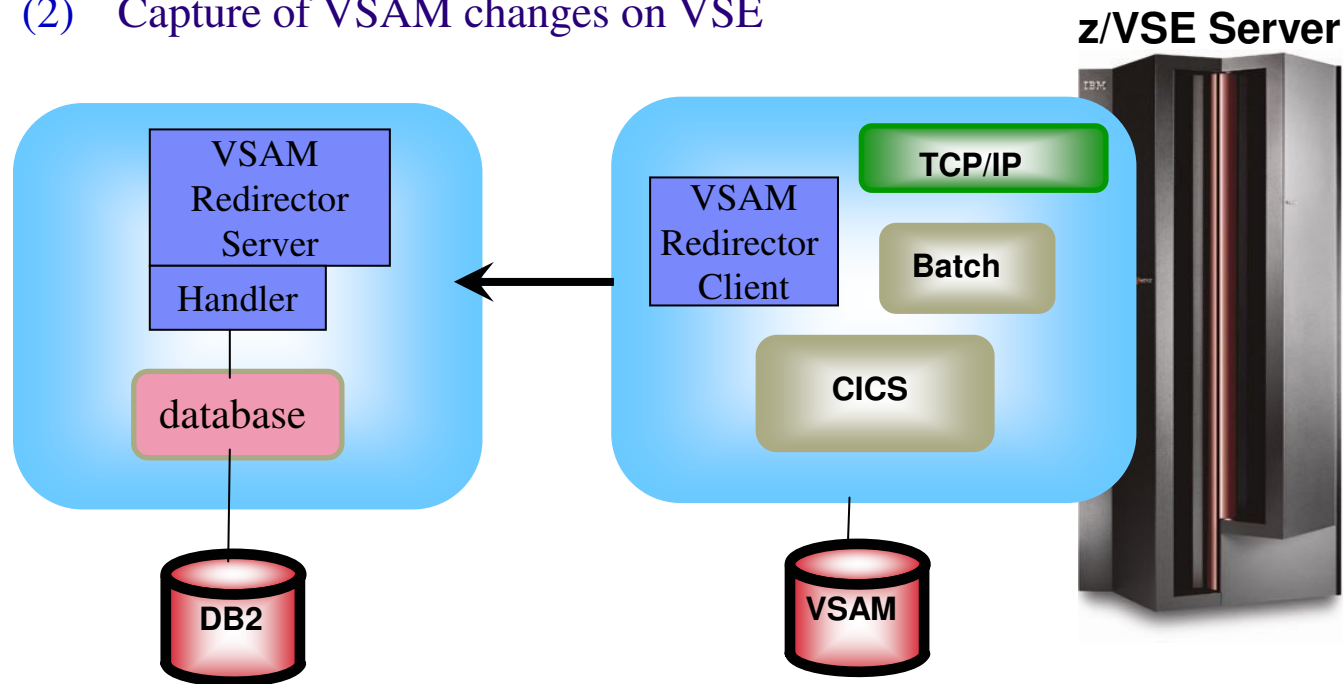 (2) Capture of VSAM changes on VSE
z/VSE Server
IBM
VSAM
Redirector
Server
Handler
database
DB2
TCP/IP
VSAM
Redirector
Client
Batch
CICS
VSAM